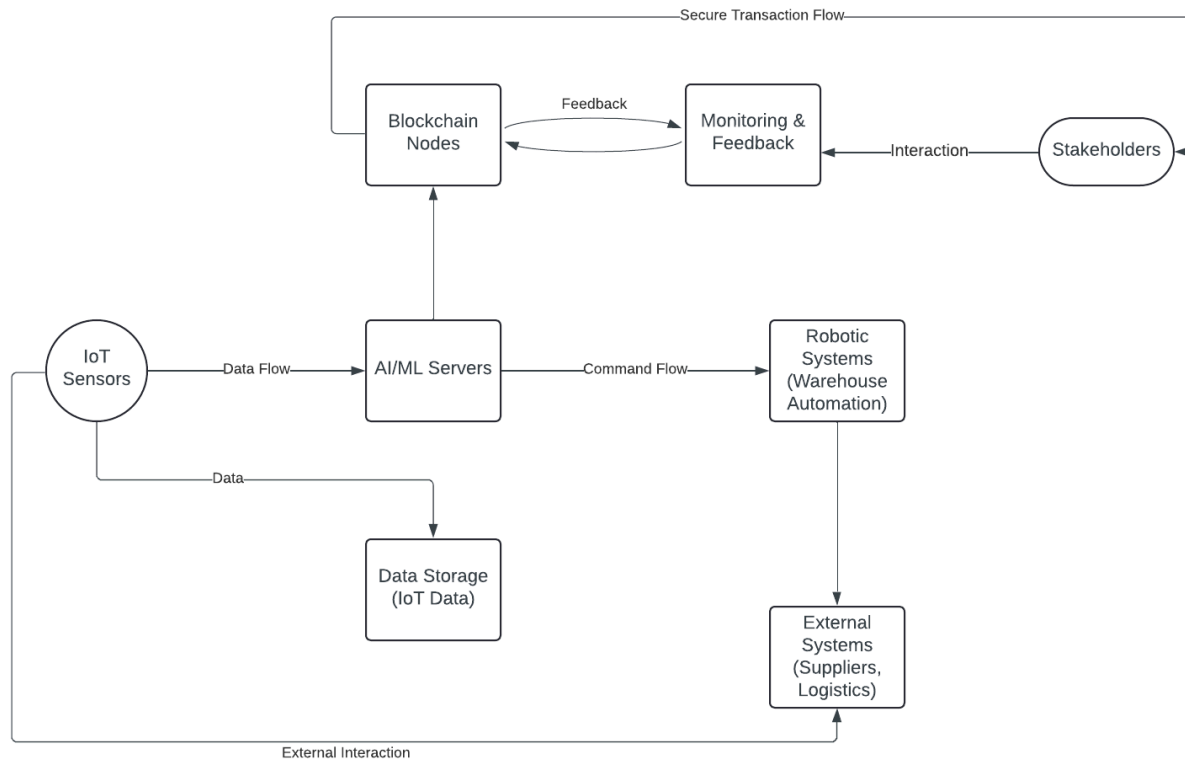 Secure Transaction Flow
Blockchain
Nodes
Feedback
Monitoring &
Feedback
Interaction
Stakeholders
IoT
Sensors
Data Flow
AI/ML Servers
Command Flow
Robotic
Systems
(Warehouse
Automation)
Data
Data Storage
(IoT Data)
External
Systems
(Suppliers,
Logistics)
External Interaction